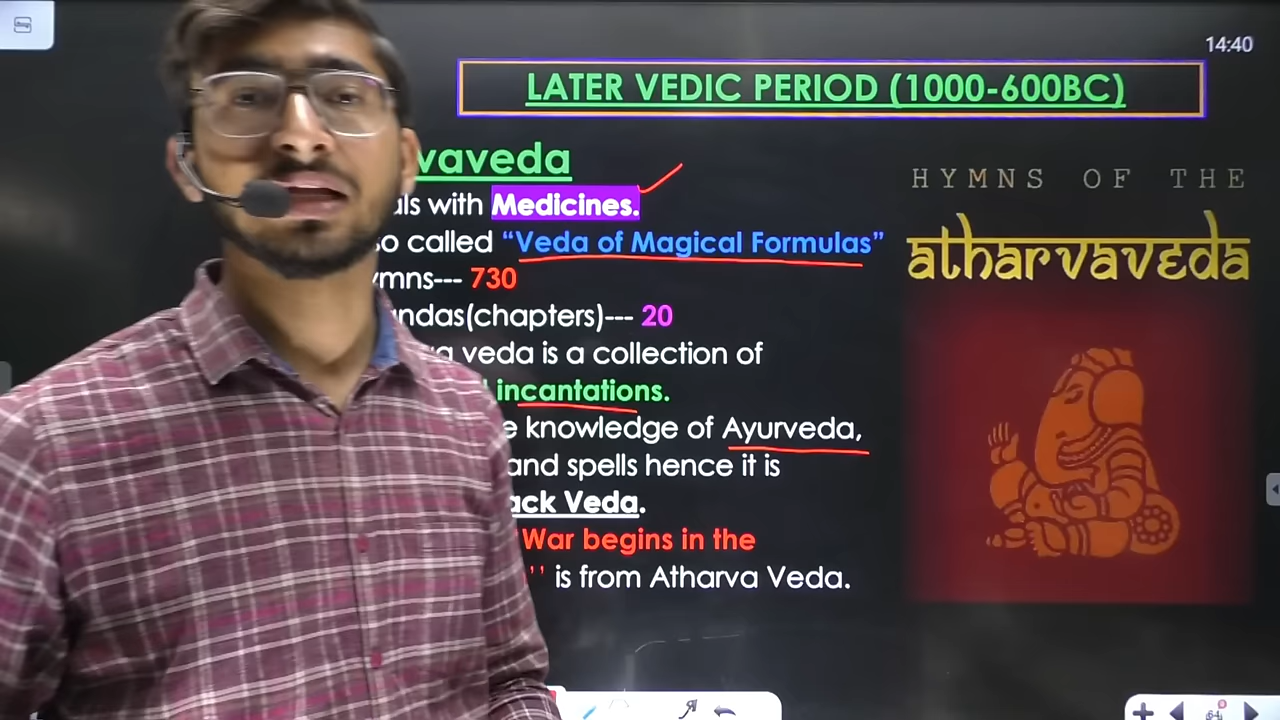 14:40
LATER VEDIC PERIOD (1000-600BC)
vaveda
als with Medicines.
so called “Veda of Magical Formulas”
ymns--- 730
andas(chapters)--- 20
a veda is a collection of
incantations.
e knowledge of Ayurveda,
and spells hence it is
ack Veda.
War begins in the
'' is from Atharva Veda.
HYMNS OF THE
atharvaveda